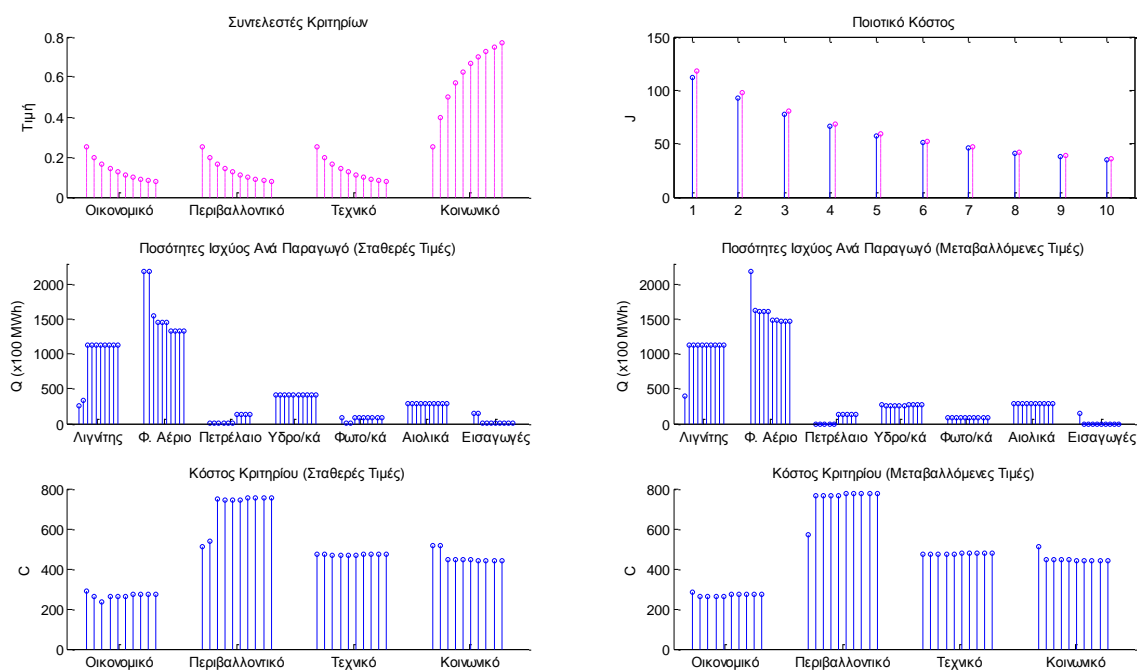 Συντελεστές Κριτηρίων
Τιμή
0.8
0.6
0.4
0.2
0
Οικονομικό Περιβαλλοντικό Τεχνικό Κοινωνικό
Ποιοτικό Κόστος
J
150
100
50
0
1 2 3 4 5 6 7 8 9 10
Ποσότητες Ισχύος Ανά Παραγωγό (Σταθερές Τιμές)
Q (x100 MWh)
2000
1500
1000
500
0
Λιγνίτης Φ. Αέριο Πετρέλαιο Υδρο/κά Φωτο/κά Αιολικά Εισαγωγές
Ποσότητες Ισχύος Ανά Παραγωγό (Μεταβαλλόμενες Τιμές)
Q (x100 MWh)
2000
1500
1000
500
0
Λιγνίτης Φ. Αέριο Πετρέλαιο Υδρο/κά Φωτο/κά Αιολικά Εισαγωγές
Κόστος Κριτηρίου (Σταθερές Τιμές)
C
800
600
400
200
0
Οικονομικό Περιβαλλοντικό Τεχνικό Κοινωνικό
Κόστος Κριτηρίου (Μεταβαλλόμενες Τιμές)
C
800
600
400
200
0
Οικονομικό Περιβαλλοντικό Τεχνικό Κοινωνικό